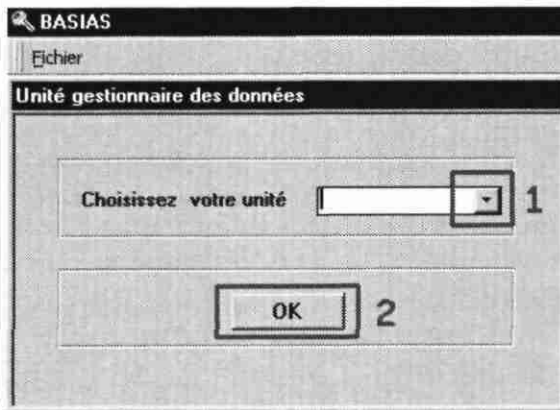 BASIAS
Fichier
Unité gestionnaire des données
Choisissez votre unité
1
OK
2